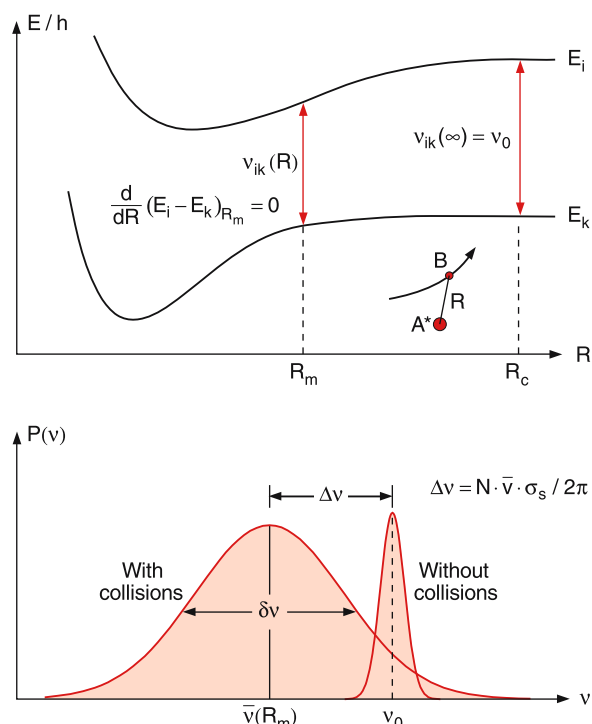 E / h
E_i
ν_ik (R)
ν_ik (∞) = ν_0
d/dR (E_i – E_k)_R_m = 0
E_k
B
R
A*
R_m
R_c
R
P(ν)
Δν
Δν = N · v̅ · σ_s / 2π
With
collisions
Without
collisions
δν
ν̅(R_m)
ν_0
ν